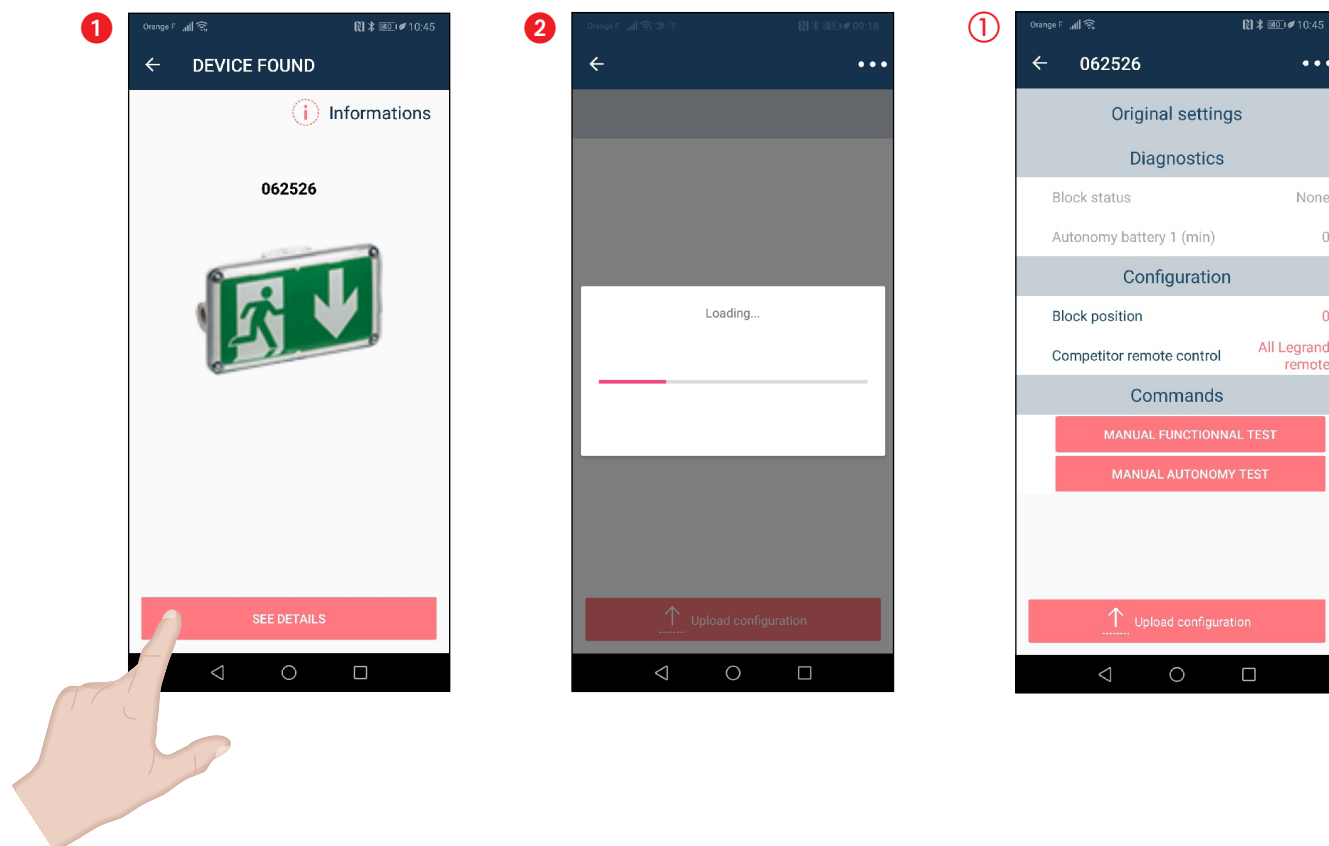 1
Orange F 10:45
DEVICE FOUND
i Informations
062526
SEE DETAILS
2
Orange F 09:18
Loading...
Upload configuration
1
Orange F 10:45
062526
Original settings
Diagnostics
Block status None
Autonomy battery 1 (min) 0
Configuration
Block position 0
Competitor remote control All Legrand
remote
Commands
MANUAL FUNCTIONNAL TEST
MANUAL AUTONOMY TEST
Upload configuration